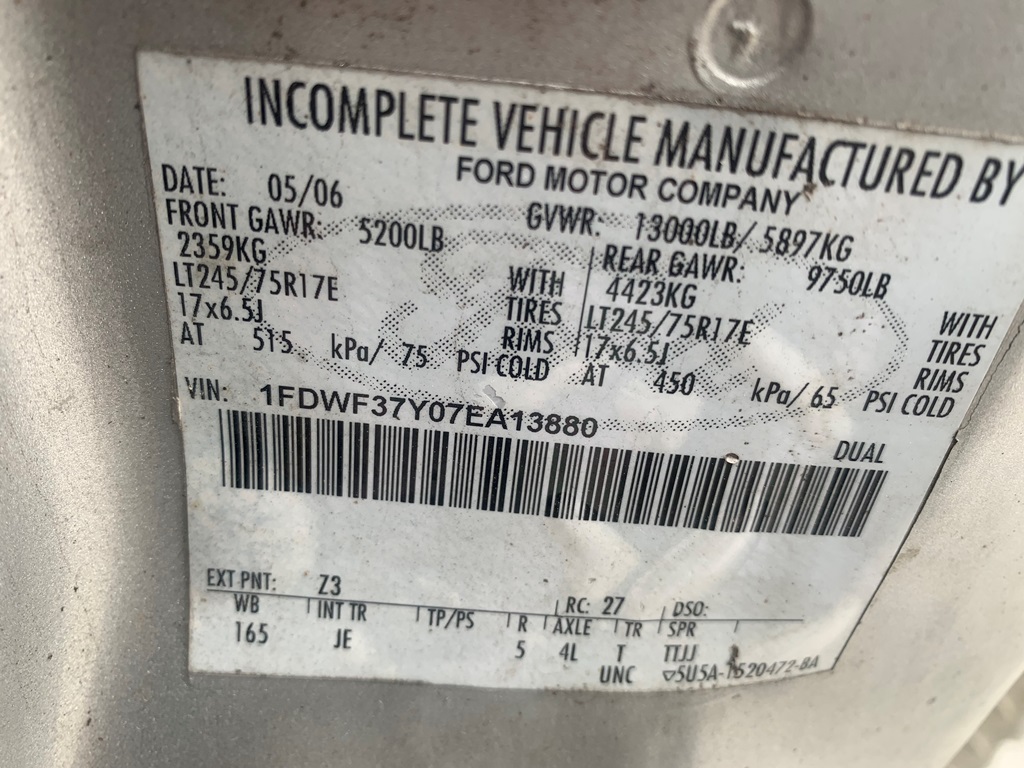 INCOMPLETE VEHICLE MANUFACTURED BY
FORD MOTOR COMPANY
DATE: 05/06 GVWR: 13000LB/ 5897KG
FRONT GAWR: 5200LB REAR GAWR: 9750LB
2359KG WITH 4423KG WITH
LT245/75R17E TIRES LT245/75R17E TIRES
17x6.5J RIMS 17x6.5J RIMS
AT 515 kPa/ 75 PSI COLD AT 450 kPa/ 65 PSI COLD
VIN: 1FDWF37Y07EA13880
DUAL
EXT PNT: Z3 RC: 27 DSO:
WB INT TR TP/PS R AXLE TR SPR
165 JE 5 4L T TTJJ
UNC ▽5U5A-1520472-BA